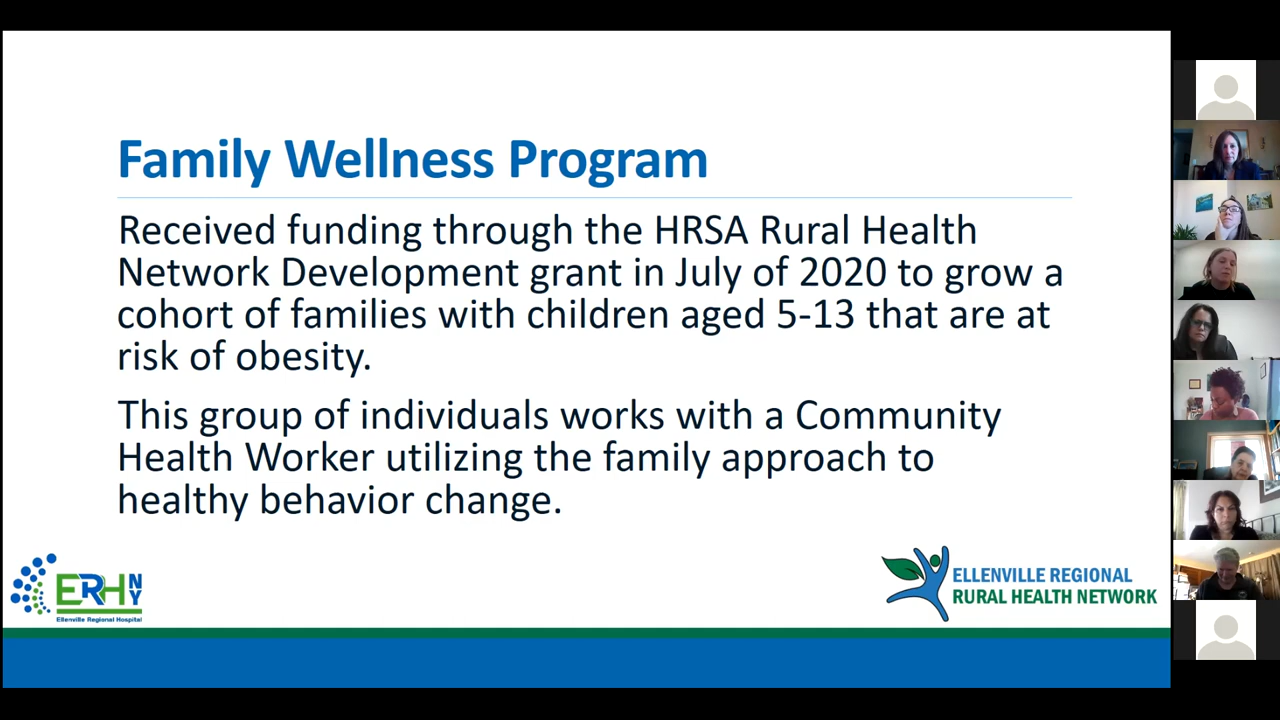 Family Wellness Program
Received funding through the HRSA Rural Health
Network Development grant in July of 2020 to grow a
cohort of families with children aged 5-13 that are at
risk of obesity.
This group of individuals works with a Community
Health Worker utilizing the family approach to
healthy behavior change.
ERHNY
Ellenville Regional Hospital
ELLENVILLE REGIONAL
RURAL HEALTH NETWORK